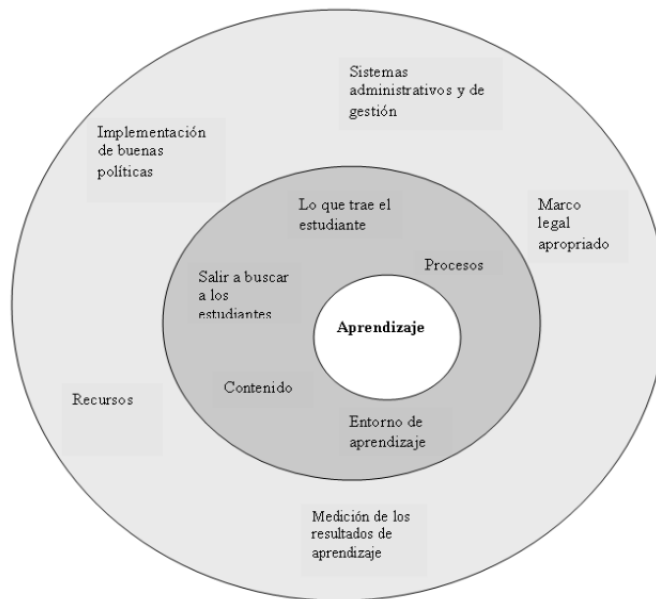 Sistemas
administrativos y de
gestión
Implementación
de buenas
políticas
Lo que trae el
estudiante
Marco
legal
apropiado
Procesos
Salir a buscar
a los
estudiantes
Aprendizaje
Contenido
Recursos
Entorno de
aprendizaje
Medición de los
resultados de
aprendizaje